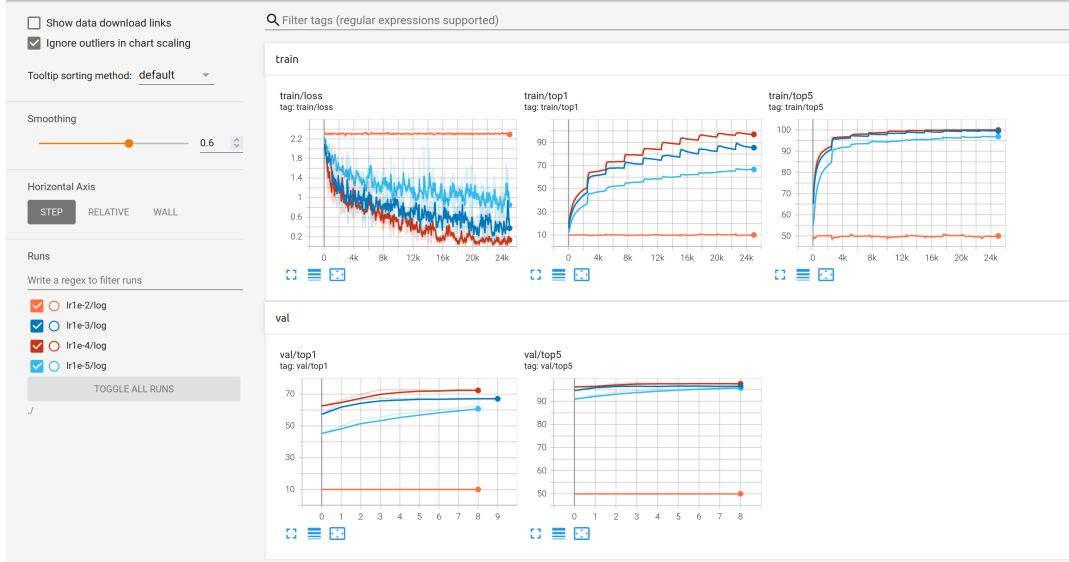 Show data download links
Ignore outliers in chart scaling
Tooltip sorting method: default
Smoothing
0.6
Horizontal Axis
STEP RELATIVE WALL
Runs
Write a regex to filter runs
lr1e-2/log
lr1e-3/log
lr1e-4/log
lr1e-5/log
TOGGLE ALL RUNS
./
Filter tags (regular expressions supported)
train
train/loss
tag: train/loss
2.2
1.8
1.4
1
0.6
0.2
0 4k 8k 12k 16k 20k 24k
train/top1
tag: train/top1
90
70
50
30
10
0 4k 8k 12k 16k 20k 24k
train/top5
tag: train/top5
100
90
80
70
60
50
0 4k 8k 12k 16k 20k 24k
val
val/top1
tag: val/top1
70
50
30
10
0 1 2 3 4 5 6 7 8 9
val/top5
tag: val/top5
90
80
70
60
50
0 1 2 3 4 5 6 7 8